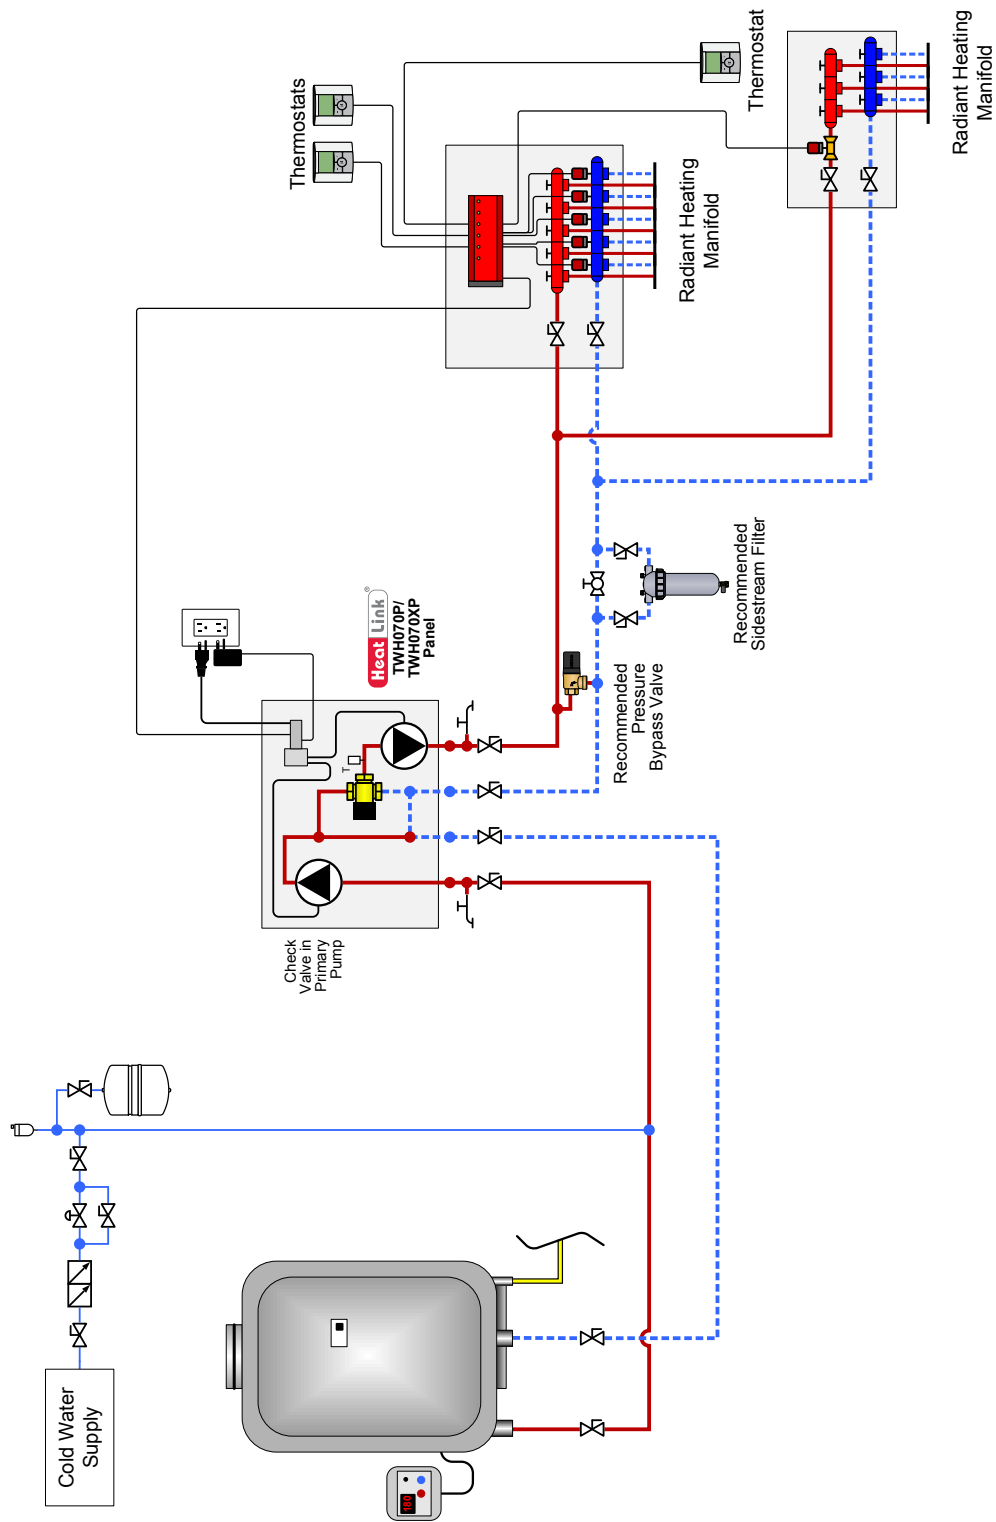 Thermostats
Thermostat
Radiant Heating
Manifold
Radiant Heating
Manifold
Heat Link®
TWH070P/
TWH070XP
Panel
Recommended
Sidestream Filter
Recommended
Pressure
Bypass Valve
T
Check
Valve in
Primary
Pump
Cold Water
Supply
180